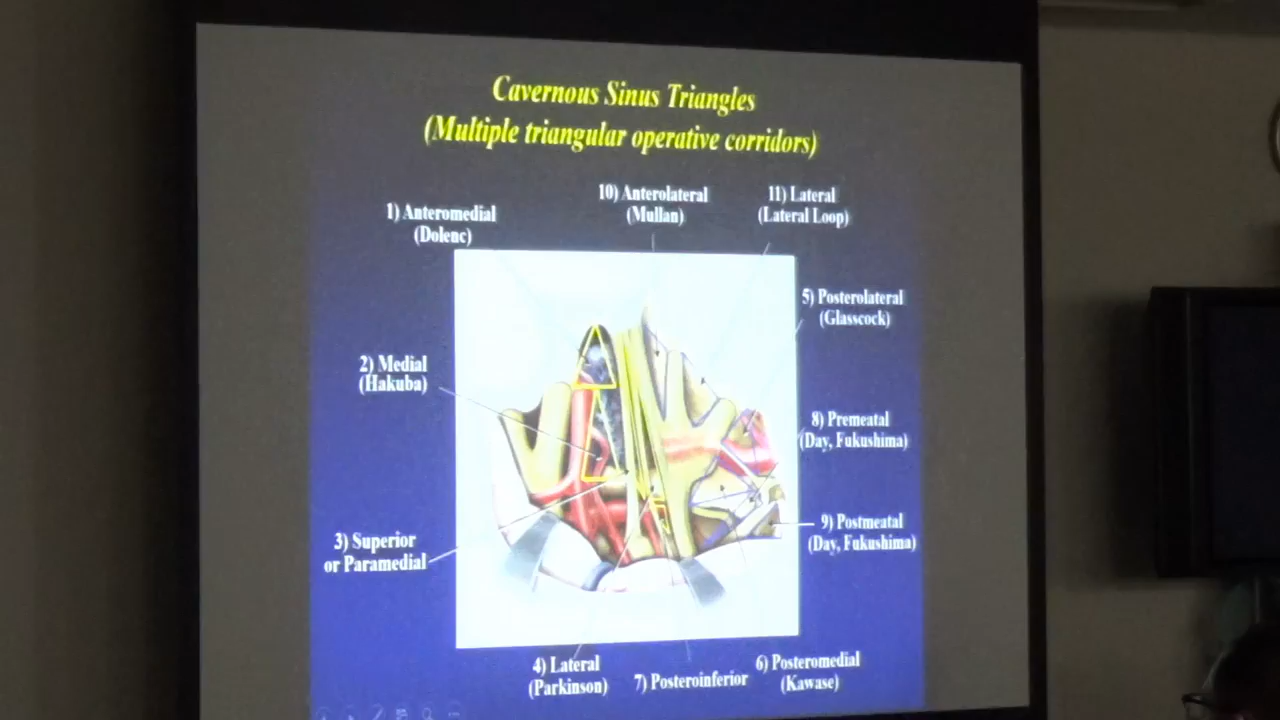 Cavernous Sinus Triangles
(Multiple triangular operative corridors)
10) Anterolateral
(Mullan)
11) Lateral
(Lateral Loop)
1) Anteromedial
(Dolenc)
5) Posterolateral
(Glasscock)
2) Medial
(Hakuba)
8) Premeatal
(Day, Fukushima)
9) Postmeatal
(Day, Fukushima)
3) Superior
or Paramedial
4) Lateral
(Parkinson)
7) Posteroinferior
6) Posteromedial
(Kawase)